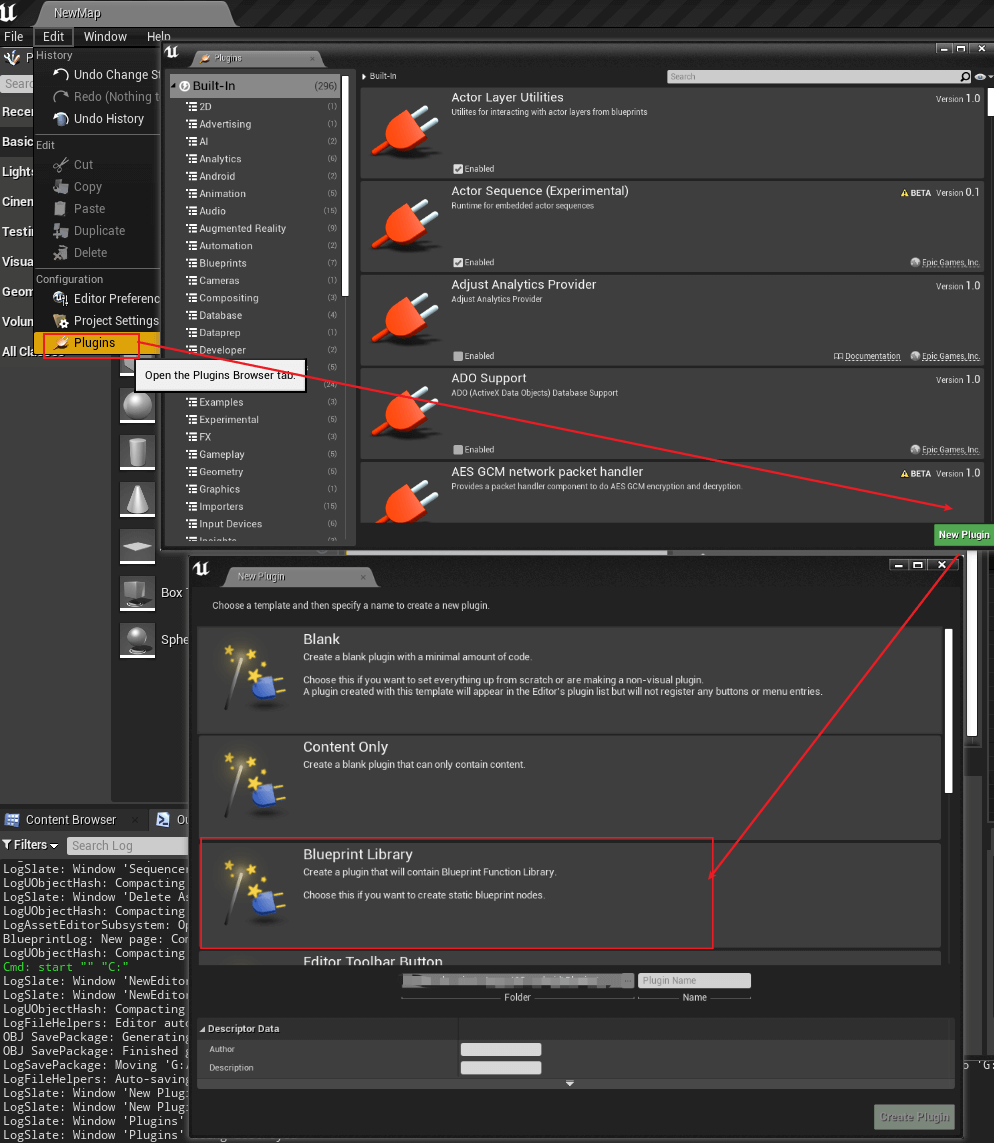 NewMap
File Edit Window Help
History
Undo Change S
Redo (Nothing t
Undo History
Edit
Cut
Copy
Paste
Duplicate
Delete
Configuration
Editor Preferenc
Project Settings
Plugins
Open the Plugins Browser tab.
P
Searc
Recen
Basic
Lights
Cinem
Testin
Visua
Geom
Volun
All Classes
Box
Sphe
Plugins
Built-In (296)
2D (1)
Advertising (1)
AI (2)
Analytics (6)
Android (2)
Animation (5)
Audio (15)
Augmented Reality (9)
Automation (2)
Blueprints (7)
Cameras (1)
Compositing (3)
Database (4)
Dataprep (1)
Developer (2)
(5)
(24)
Examples (3)
Experimental (5)
FX (3)
Gameplay (5)
Geometry (5)
Graphics (1)
Importers (15)
Input Devices (6)
Insights (3)
Built-In
Search
Actor Layer Utilities Version 1.0
Utilites for interacting with actor layers from blueprints
Enabled
Actor Sequence (Experimental) BETA Version 0.1
Runtime for embedded actor sequences
Enabled Epic Games, Inc.
Adjust Analytics Provider Version 1.0
Adjust Analytics Provider
Enabled Documentation Epic Games, Inc.
ADO Support Version 1.0
ADO (ActiveX Data Objects) Database Support
Enabled Epic Games, Inc.
AES GCM network packet handler BETA Version 1.0
Provides a packet handler component to do AES GCM encryption and decryption.
New Plugin
New Plugin
Choose a template and then specify a name to create a new plugin.
Blank
Create a blank plugin with a minimal amount of code.
Choose this if you want to set everything up from scratch or are making a non-visual plugin.
A plugin created with this template will appear in the Editor's plugin list but will not register any buttons or menu entries.
Content Only
Create a blank plugin that can only contain content.
Blueprint Library
Create a plugin that will contain Blueprint Function Library.
Choose this if you want to create static blueprint nodes.
Editor Toolbar Button
Plugin Name
Folder Name
Descriptor Data
Author
Description
Create Plugin
Content Browser Ou
Filters Search Log
LogSlate: Window 'Sequencer
LogUObjectHash: Compacting
LogSlate: Window 'Delete As
LogUObjectHash: Compacting
LogAssetEditorSubsystem: Op
BlueprintLog: New page: Com
LogUObjectHash: Compacting
Cmd: start "" "C:"
LogSlate: Window 'NewEditor
LogSlate: Window 'NewEditor
LogUObjectHash: Compacting
LogFileHelpers: Editor auto
OBJ SavePackage: Generating
OBJ SavePackage: Finished g
LogSavePackage: Moving 'G:/ o 'G:
LogFileHelpers: Auto-saving
LogSlate: Window 'New Plugi
LogSlate: Window 'New Plugi
LogSlate: Window 'Plugins'
LogSlate: Window 'Plugins'